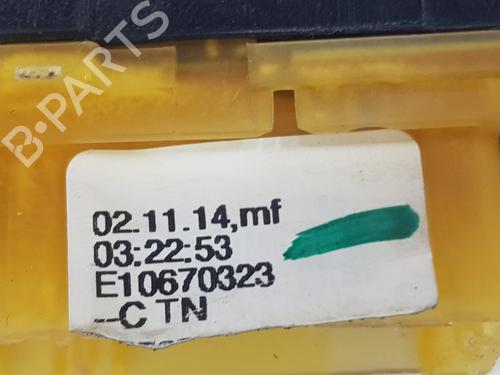 B-PARTS
02.11.14,mf
03:22:53
E10670323
--C TN